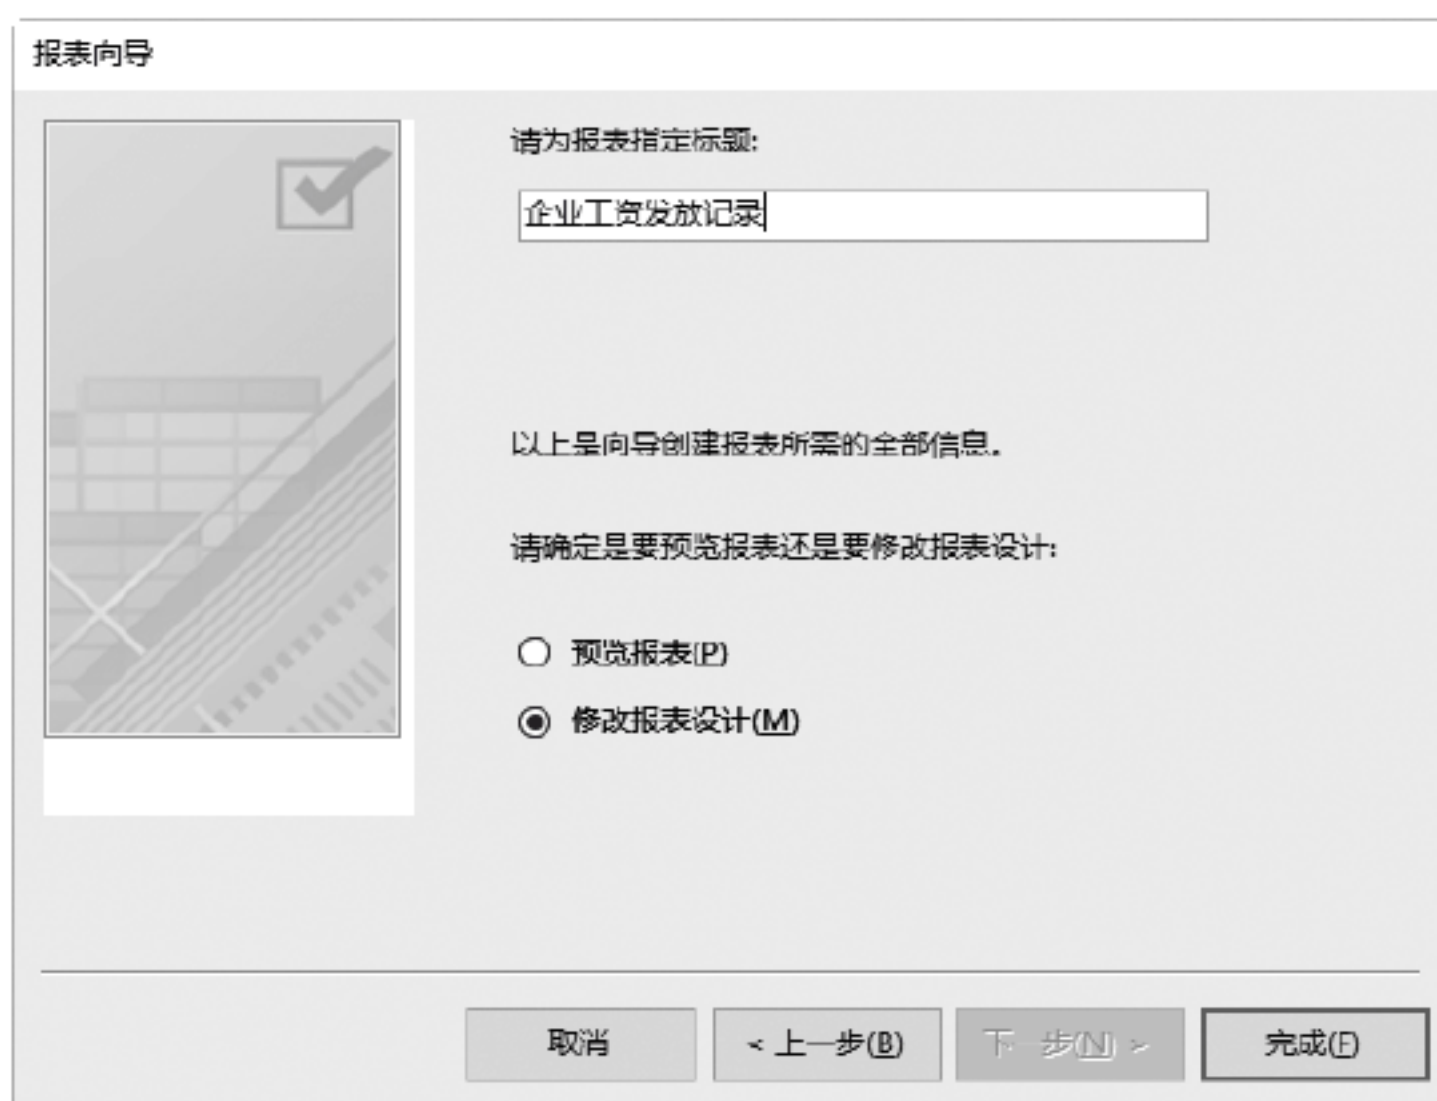 报表向导
请为报表指定标题:
企业工资发放记录
以上是向导创建报表所需的全部信息。
请确定是要预览报表还是要修改报表设计:
预览报表(P)
修改报表设计(M)
取消
< 上一步(B)
下一步(N) >
完成(F)